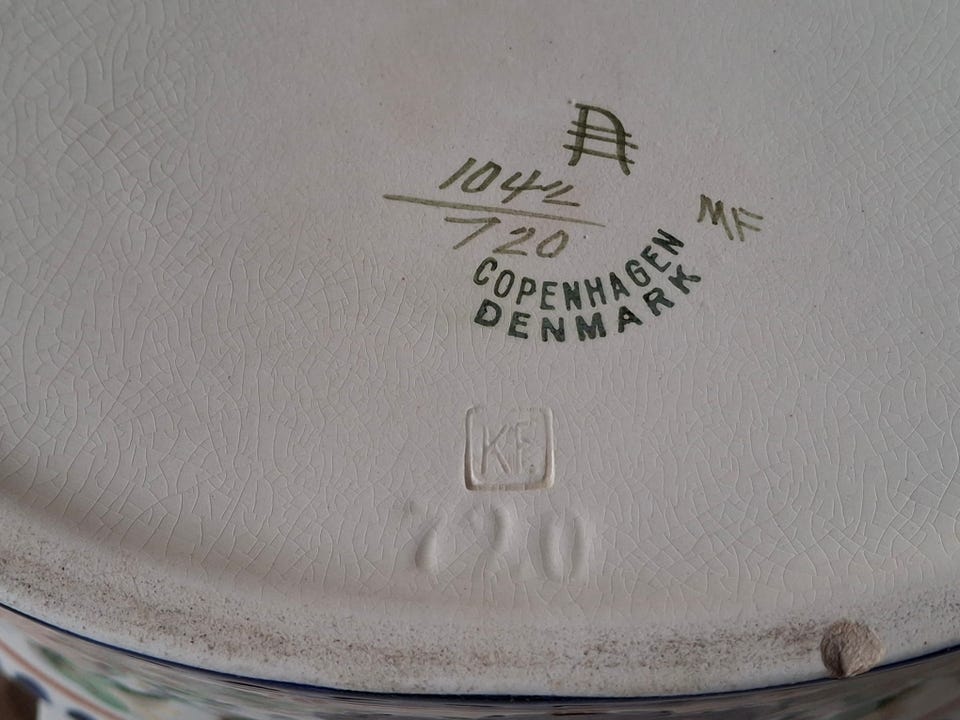 A
1042
720
MF
COPENHAGEN
DENMARK
KF.
720